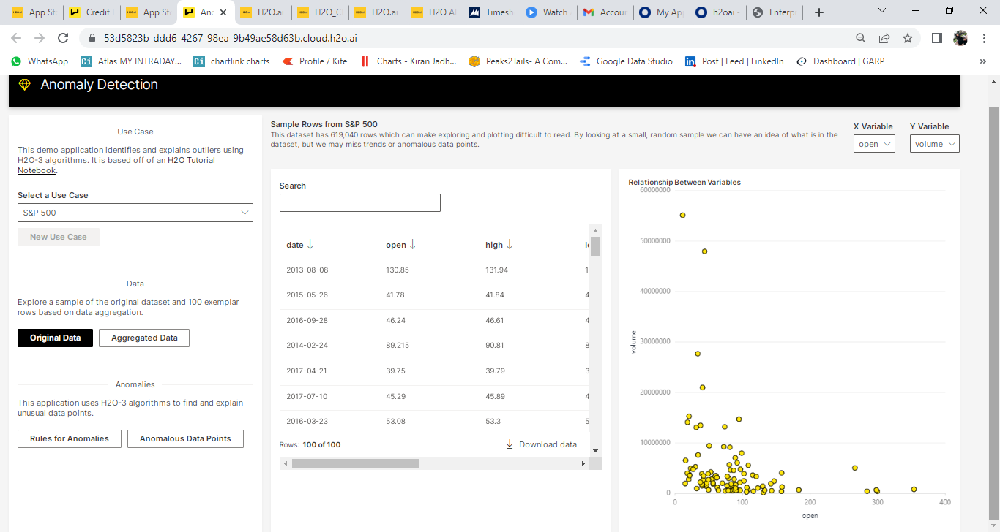 App St
Credit
App St
Anc
H2O.ai
H2O_C
H2O.ai
H2O AI
Timesh
Watch
Accour
My App
h2oai -
Enterp
53d5823b-ddd6-4267-98ea-9b49ae58d63b.cloud.h2o.ai
WhatsApp
Atlas MY INTRADAY...
chartlink charts
Profile / Kite
Charts - Kiran Jadh...
Peaks2Tails- A Com...
Google Data Studio
Post | Feed | LinkedIn
Dashboard | GARP
»
Anomaly Detection
Use Case
This demo application identifies and explains outliers using
H2O-3 algorithms. It is based off of an H2O Tutorial
Notebook.
Select a Use Case
S&P 500
New Use Case
Data
Explore a sample of the original dataset and 100 exemplar
rows based on data aggregation.
Original Data Aggregated Data
Anomalies
This application uses H2O-3 algorithms to find and explain
unusual data points.
Rules for Anomalies Anomalous Data Points
Sample Rows from S&P 500
This dataset has 619,040 rows which can make exploring and plotting difficult to read. By looking at a small, random sample we can have an idea of what is in the
dataset, but we may miss trends or anomalous data points.
X Variable Y Variable
open volume
Search
date open high
2013-08-08 130.85 131.94 1
2015-05-26 41.78 41.84 4
2016-09-28 46.24 46.61 4
2014-02-24 89.215 90.81 8
2017-04-21 39.75 39.79 3
2017-07-10 45.29 45.89 4
2016-03-23 53.08 53.3 5
Rows: 100 of 100 Download data
Relationship Between Variables
60000000
50000000
40000000
30000000
20000000
10000000
0
volume
0 100 200 300 400
open